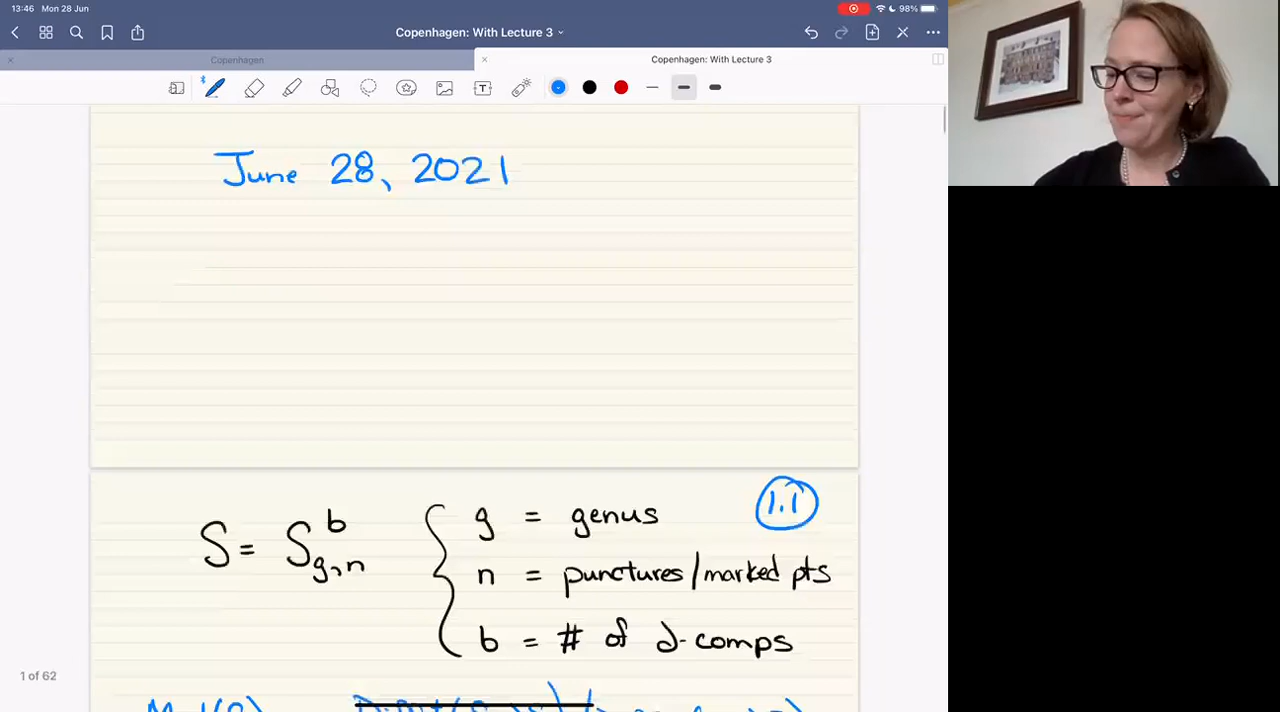 13:46 Mon 28 Jun
98%
Copenhagen: With Lecture 3
Copenhagen
Copenhagen: With Lecture 3
June 28, 2021
1.1
S = S^b_{g,n} { g = genus
n = punctures/marked pts
b = # of ∂-comps
1 of 62